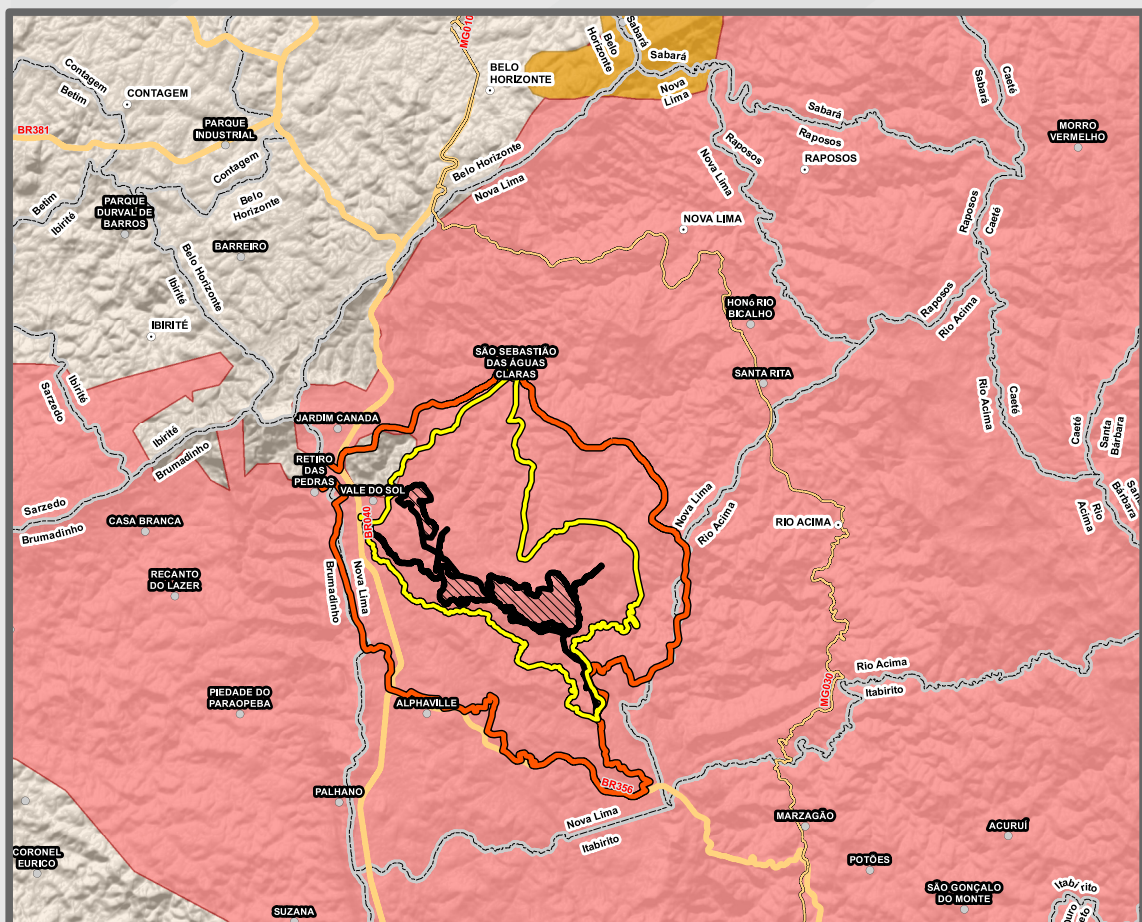 MG010
Belo
Horizonte
Sabará
Sabará
Nova
Lima
Caeté
Sabará
Contagem
Betim
CONTAGEM
BELO
HORIZONTE
BR381
PARQUE
INDUSTRIAL
Sabará
Raposos
MORRO
VERMELHO
Contagem
Belo
Horizonte
Belo Horizonte
Nova Lima
Raposos
Nova Lima
RAPOSOS
Betim
Ibirité
PARQUE
DURVAL DE
BARROS
BARREIRO
Belo Horizonte
Ibirité
NOVA LIMA
Raposos
Caeté
IBIRITÉ
HONóRIO
BICALHO
Raposos
Rio Acima
SÃO SEBASTIÃO
DAS ÁGUAS
CLARAS
SANTA RITA
Ibirité
Sarzedo
Rio Acima
Caeté
JARDIM CANADA
Ibirité
Brumadinho
Caeté
Santa
Bárbara
RETIRO
DAS
PEDRAS
VALE DO SOL
Sarzedo
Brumadinho
CASA BRANCA
BR040
Nova Lima
Rio Acima
RIO ACIMA
Bárbara
Rio
Acima
RECANTO
DO LAZER
Nova Lima
Brumadinho
Rio Acima
Itabirito
MG030
PIEDADE DO
PARAOPEBA
ALPHAVILLE
BR356
PALHANO
Nova Lima
Itabirito
MARZAGÃO
ACURUÍ
CORONEL
EURICO
POTÕES
SÃO GONÇALO
DO MONTE
SUZANA